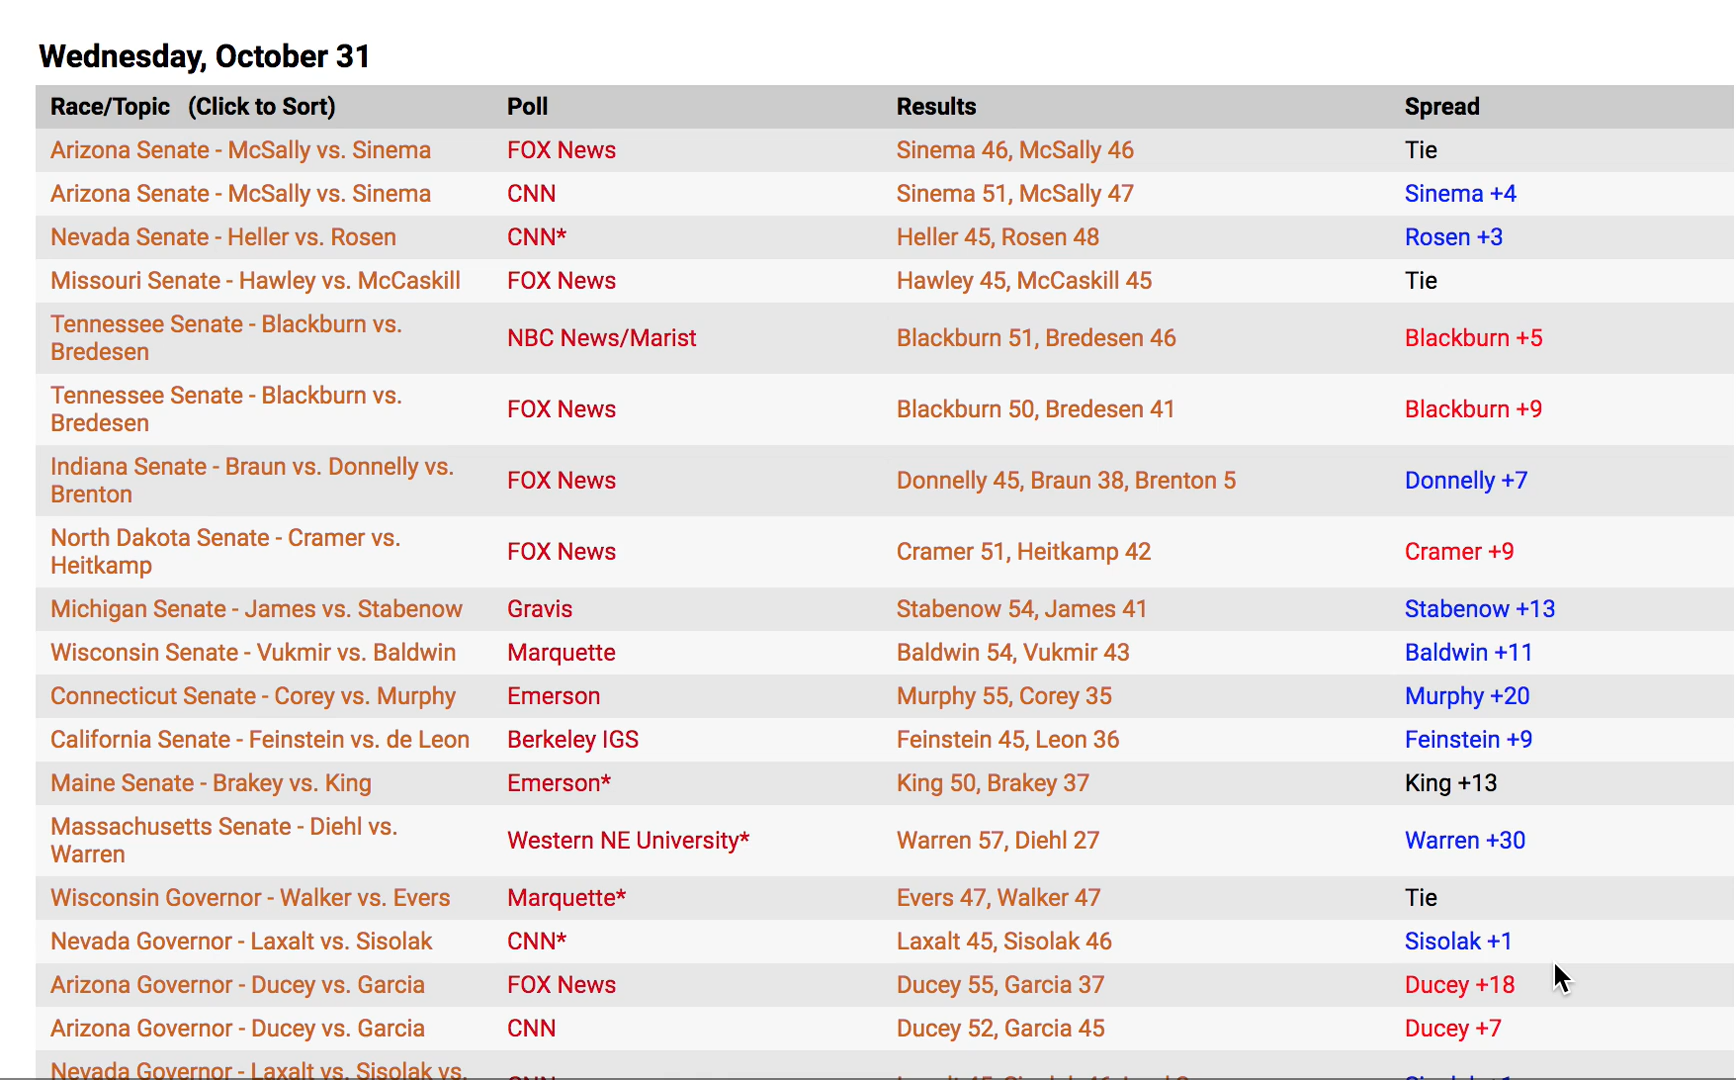 Wednesday, October 31
Race/Topic (Click to Sort) Poll Results Spread
Arizona Senate - McSally vs. Sinema FOX News Sinema 46, McSally 46 Tie
Arizona Senate - McSally vs. Sinema CNN Sinema 51, McSally 47 Sinema +4
Nevada Senate - Heller vs. Rosen CNN* Heller 45, Rosen 48 Rosen +3
Missouri Senate - Hawley vs. McCaskill FOX News Hawley 45, McCaskill 45 Tie
Tennessee Senate - Blackburn vs.
Bredesen NBC News/Marist Blackburn 51, Bredesen 46 Blackburn +5
Tennessee Senate - Blackburn vs.
Bredesen FOX News Blackburn 50, Bredesen 41 Blackburn +9
Indiana Senate - Braun vs. Donnelly vs.
Brenton FOX News Donnelly 45, Braun 38, Brenton 5 Donnelly +7
North Dakota Senate - Cramer vs.
Heitkamp FOX News Cramer 51, Heitkamp 42 Cramer +9
Michigan Senate - James vs. Stabenow Gravis Stabenow 54, James 41 Stabenow +13
Wisconsin Senate - Vukmir vs. Baldwin Marquette Baldwin 54, Vukmir 43 Baldwin +11
Connecticut Senate - Corey vs. Murphy Emerson Murphy 55, Corey 35 Murphy +20
California Senate - Feinstein vs. de Leon Berkeley IGS Feinstein 45, Leon 36 Feinstein +9
Maine Senate - Brakey vs. King Emerson* King 50, Brakey 37 King +13
Massachusetts Senate - Diehl vs.
Warren Western NE University* Warren 57, Diehl 27 Warren +30
Wisconsin Governor - Walker vs. Evers Marquette* Evers 47, Walker 47 Tie
Nevada Governor - Laxalt vs. Sisolak CNN* Laxalt 45, Sisolak 46 Sisolak +1
Arizona Governor - Ducey vs. Garcia FOX News Ducey 55, Garcia 37 Ducey +18
Arizona Governor - Ducey vs. Garcia CNN Ducey 52, Garcia 45 Ducey +7
Nevada Governor - Laxalt vs. Sisolak vs.